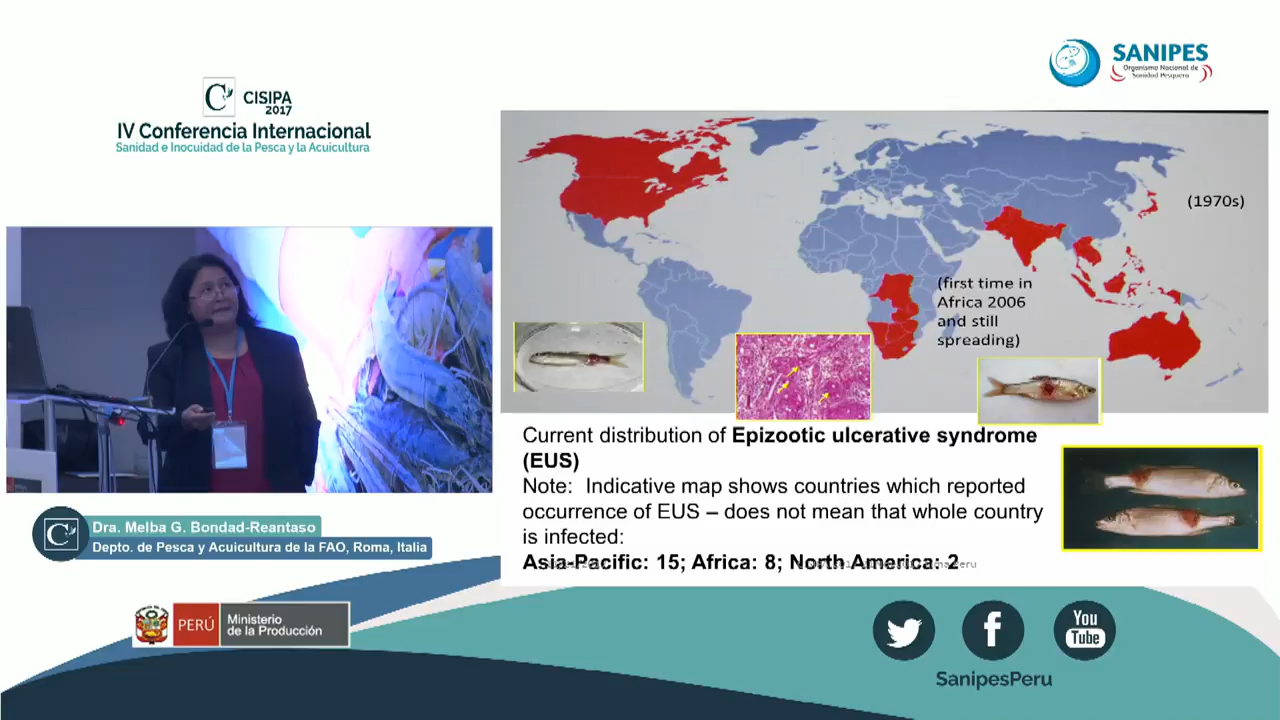 CISIPA
2017
IV Conferencia Internacional
Sanidad e Inocuidad de la Pesca y la Acuicultura
SANIPES
Organismo Nacional de
Sanidad Pesquera
(1970s)
(first time in
Africa 2006
and still
spreading)
Current distribution of Epizootic ulcerative syndrome
(EUS)
Note: Indicative map shows countries which reported
occurrence of EUS – does not mean that whole country
is infected:
Asia-Pacific: 15; Africa: 8; North America: 2
Dra. Melba G. Bondad-Reantaso
Depto. de Pesca y Acuicultura de la FAO, Roma, Italia
PERÚ
Ministerio
de la Producción
You
Tube
SanipesPeru